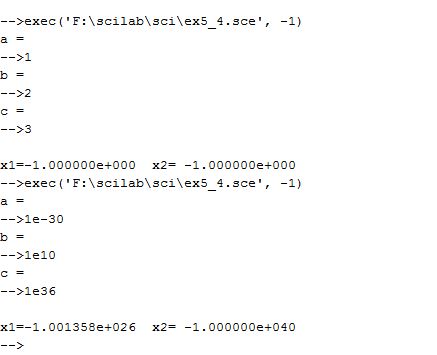 -->exec('F:\scilab\sci\ex5_4.sce', -1)
a =
-->1
b =
-->2
c =
-->3
x1=-1.000000e+000  x2= -1.000000e+000
-->exec('F:\scilab\sci\ex5_4.sce', -1)
a =
-->1e-30
b =
-->1e10
c =
-->1e36
x1=-1.001358e+026  x2= -1.000000e+040
-->